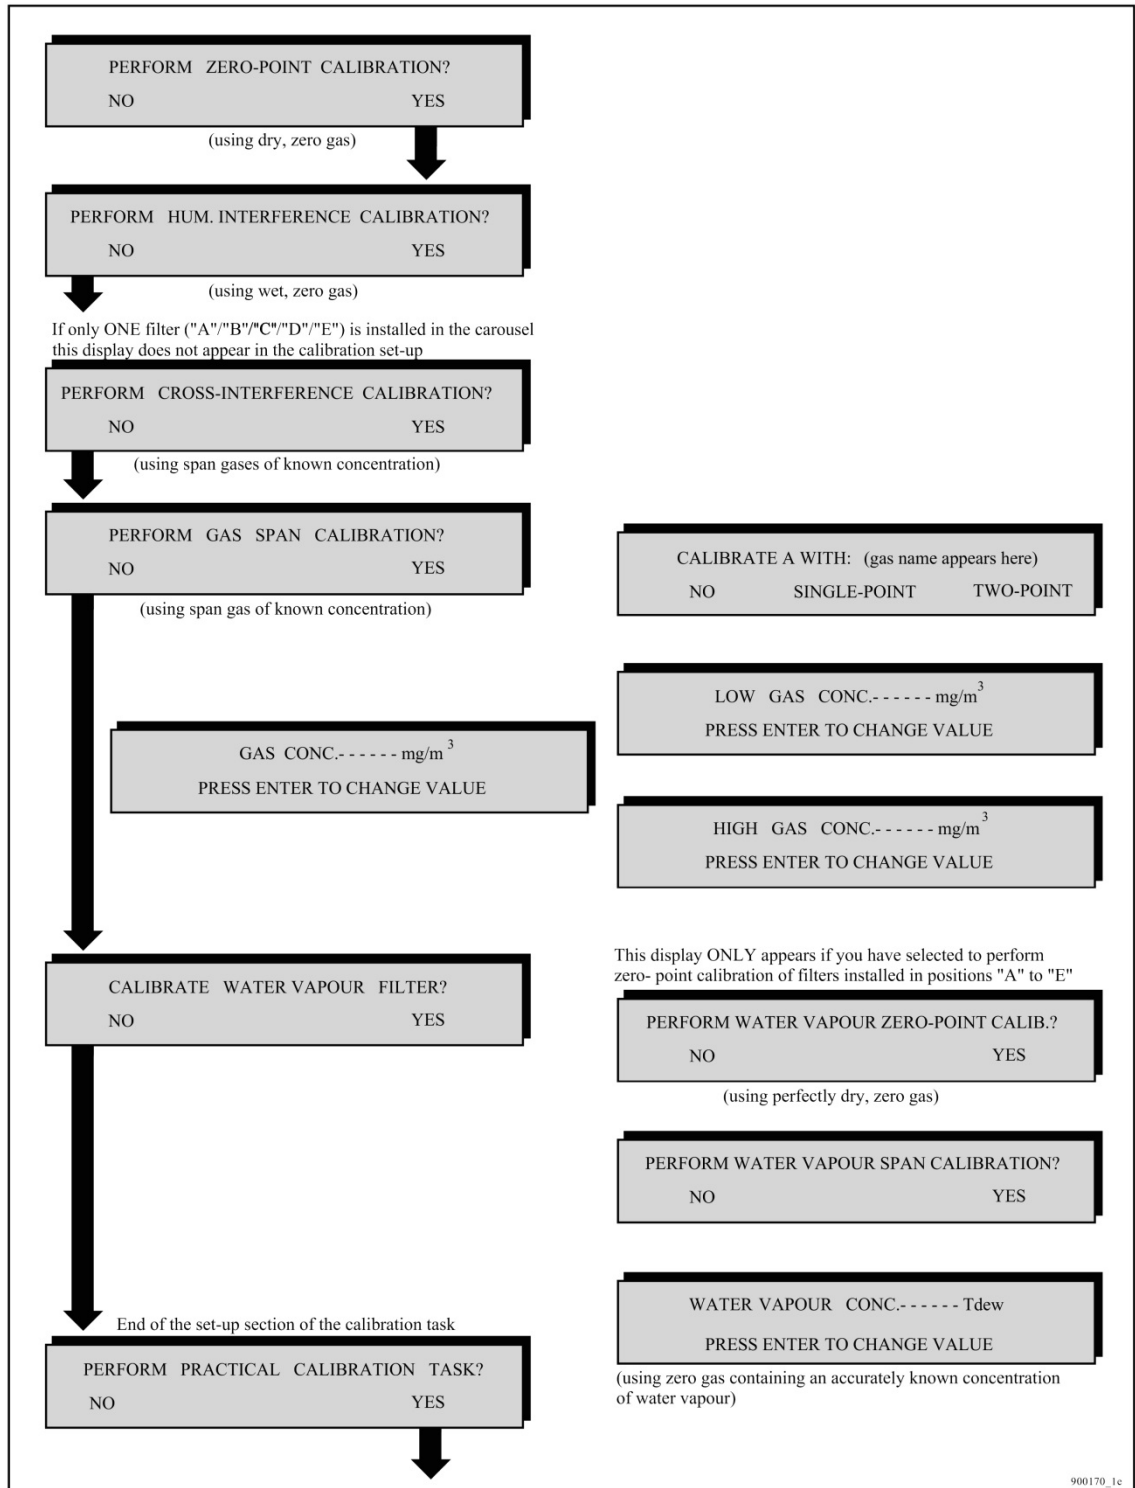 PERFORM ZERO-POINT CALIBRATION?
NO YES
(using dry, zero gas)
PERFORM HUM. INTERFERENCE CALIBRATION?
NO YES
(using wet, zero gas)
If only ONE filter ("A"/"B"/"C"/"D"/"E") is installed in the carousel
this display does not appear in the calibration set-up
PERFORM CROSS-INTERFERENCE CALIBRATION?
NO YES
(using span gases of known concentration)
PERFORM GAS SPAN CALIBRATION?
NO YES
(using span gas of known concentration)
CALIBRATE A WITH: (gas name appears here)
NO SINGLE-POINT TWO-POINT
LOW GAS CONC.- - - - - - mg/m³
PRESS ENTER TO CHANGE VALUE
GAS CONC.- - - - - - mg/m³
PRESS ENTER TO CHANGE VALUE
HIGH GAS CONC.- - - - - - mg/m³
PRESS ENTER TO CHANGE VALUE
CALIBRATE WATER VAPOUR FILTER?
NO YES
This display ONLY appears if you have selected to perform
zero- point calibration of filters installed in positions "A" to "E"
PERFORM WATER VAPOUR ZERO-POINT CALIB.?
NO YES
(using perfectly dry, zero gas)
PERFORM WATER VAPOUR SPAN CALIBRATION?
NO YES
WATER VAPOUR CONC.- - - - - - Tdew
PRESS ENTER TO CHANGE VALUE
(using zero gas containing an accurately known concentration
of water vapour)
End of the set-up section of the calibration task
PERFORM PRACTICAL CALIBRATION TASK?
NO YES
900170_1e